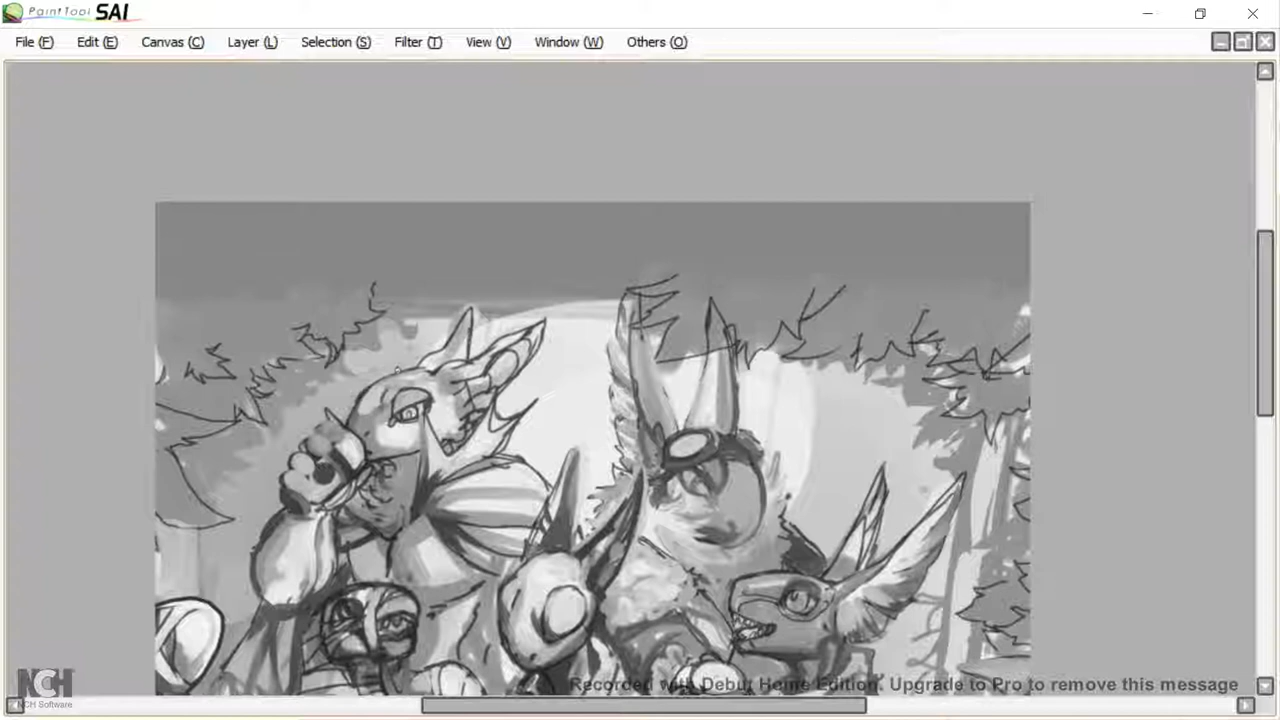 PaintTool SAI
File (F) Edit (E) Canvas (C) Layer (L) Selection (S) Filter (T) View (V) Window (W) Others (O)
NCH
NCH Software
Recorded with Debut Home Edition. Upgrade to Pro to remove this message